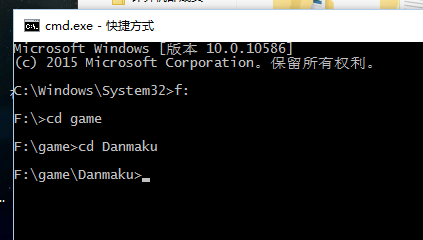 cmd.exe - 快捷方式
Microsoft Windows [版本 10.0.10586]
(c) 2015 Microsoft Corporation。保留所有权利。
C:\Windows\System32>f:
F:\>cd game
F:\game>cd Danmaku
F:\game\Danmaku>